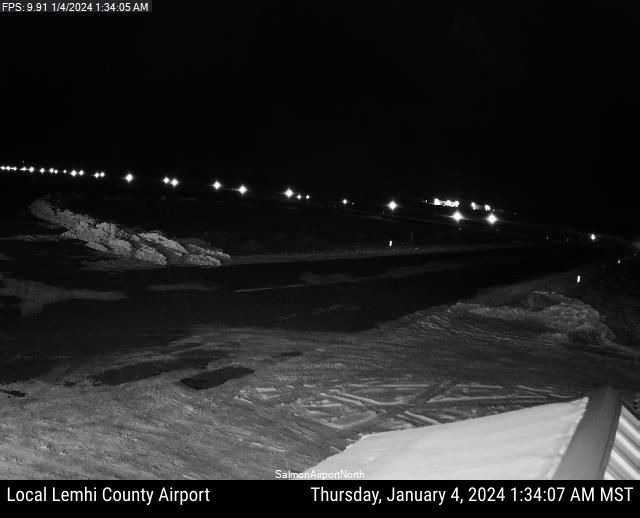 FPS: 9.91 1/4/2024 1:34:05 AM
SalmonAirportNorth
Local Lemhi County Airport Thursday, January 4, 2024 1:34:07 AM MST